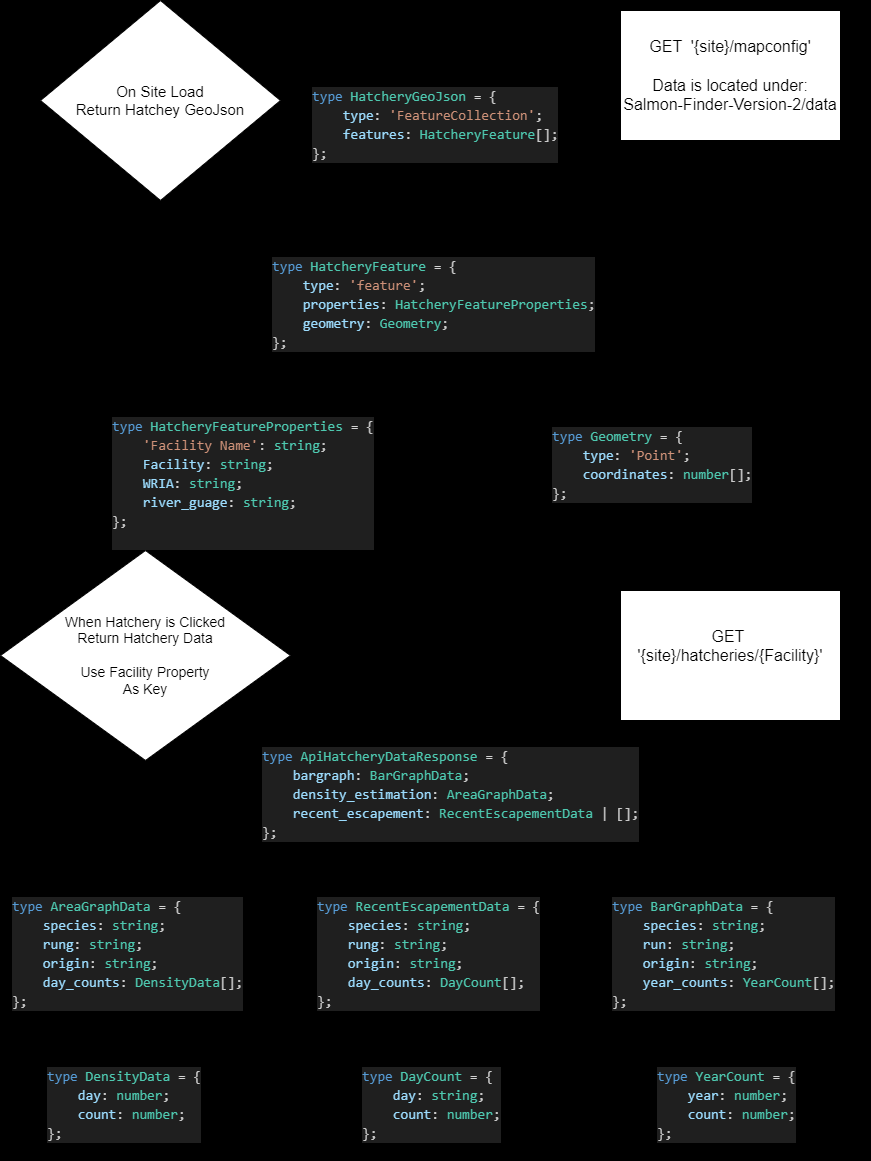 On Site Load
Return Hatchey GeoJson
type HatcheryGeoJson = {
    type: 'FeatureCollection';
    features: HatcheryFeature[];
};
GET '{site}/mapconfig'
Data is located under:
Salmon-Finder-Version-2/data
type HatcheryFeature = {
    type: 'feature';
    properties: HatcheryFeatureProperties;
    geometry: Geometry;
};
type HatcheryFeatureProperties = {
    'Facility Name': string;
    Facility: string;
    WRIA: string;
    river_guage: string;
};
type Geometry = {
    type: 'Point';
    coordinates: number[];
};
When Hatchery is Clicked
Return Hatchery Data
Use Facility Property
As Key
GET
'{site}/hatcheries/{Facility}'
type ApiHatcheryDataResponse = {
    bargraph: BarGraphData;
    density_estimation: AreaGraphData;
    recent_escapement: RecentEscapementData | [];
};
type AreaGraphData = {
    species: string;
    rung: string;
    origin: string;
    day_counts: DensityData[];
};
type RecentEscapementData = {
    species: string;
    rung: string;
    origin: string;
    day_counts: DayCount[];
};
type BarGraphData = {
    species: string;
    run: string;
    origin: string;
    year_counts: YearCount[];
};
type DensityData = {
    day: number;
    count: number;
};
type DayCount = {
    day: string;
    count: number;
};
type YearCount = {
    year: number;
    count: number;
};